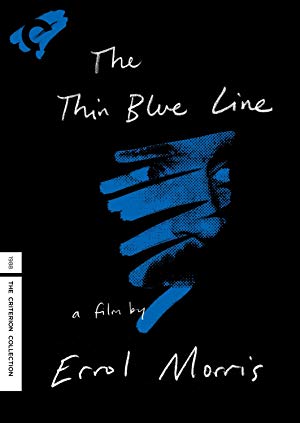 The
Thin Blue Line
a film by
Errol Morris
1988
THE CRITERION COLLECTION